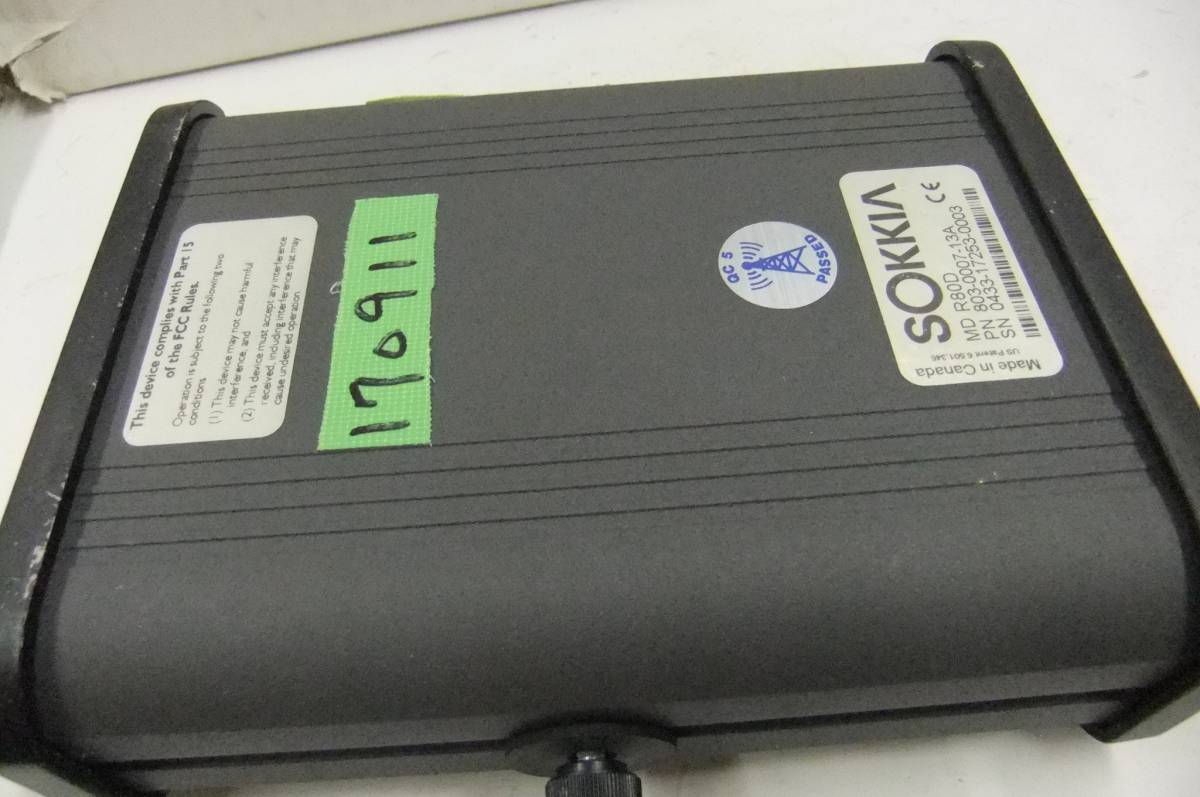 This device complies with Part 15
of the FCC Rules.
Operation is subject to the following two
conditions
(1) This device may not cause harmful
interference, and
(2) This device must accept any interference
received, including interference that may
cause undesired operation
170911
QC 5
PASSED
SOKKIA
CE
MD R80D
PN 803-0007-13A
SN 0433-17253-0003
US Patent 6,501,346
Made in Canada